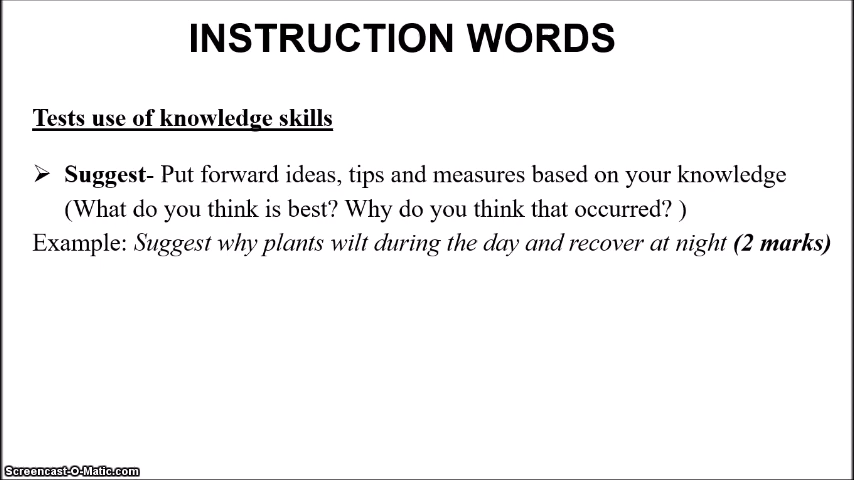 INSTRUCTION WORDS
Tests use of knowledge skills
➢ Suggest- Put forward ideas, tips and measures based on your knowledge
(What do you think is best? Why do you think that occurred? )
Example: Suggest why plants wilt during the day and recover at night (2 marks)
Screencast-O-Matic.com